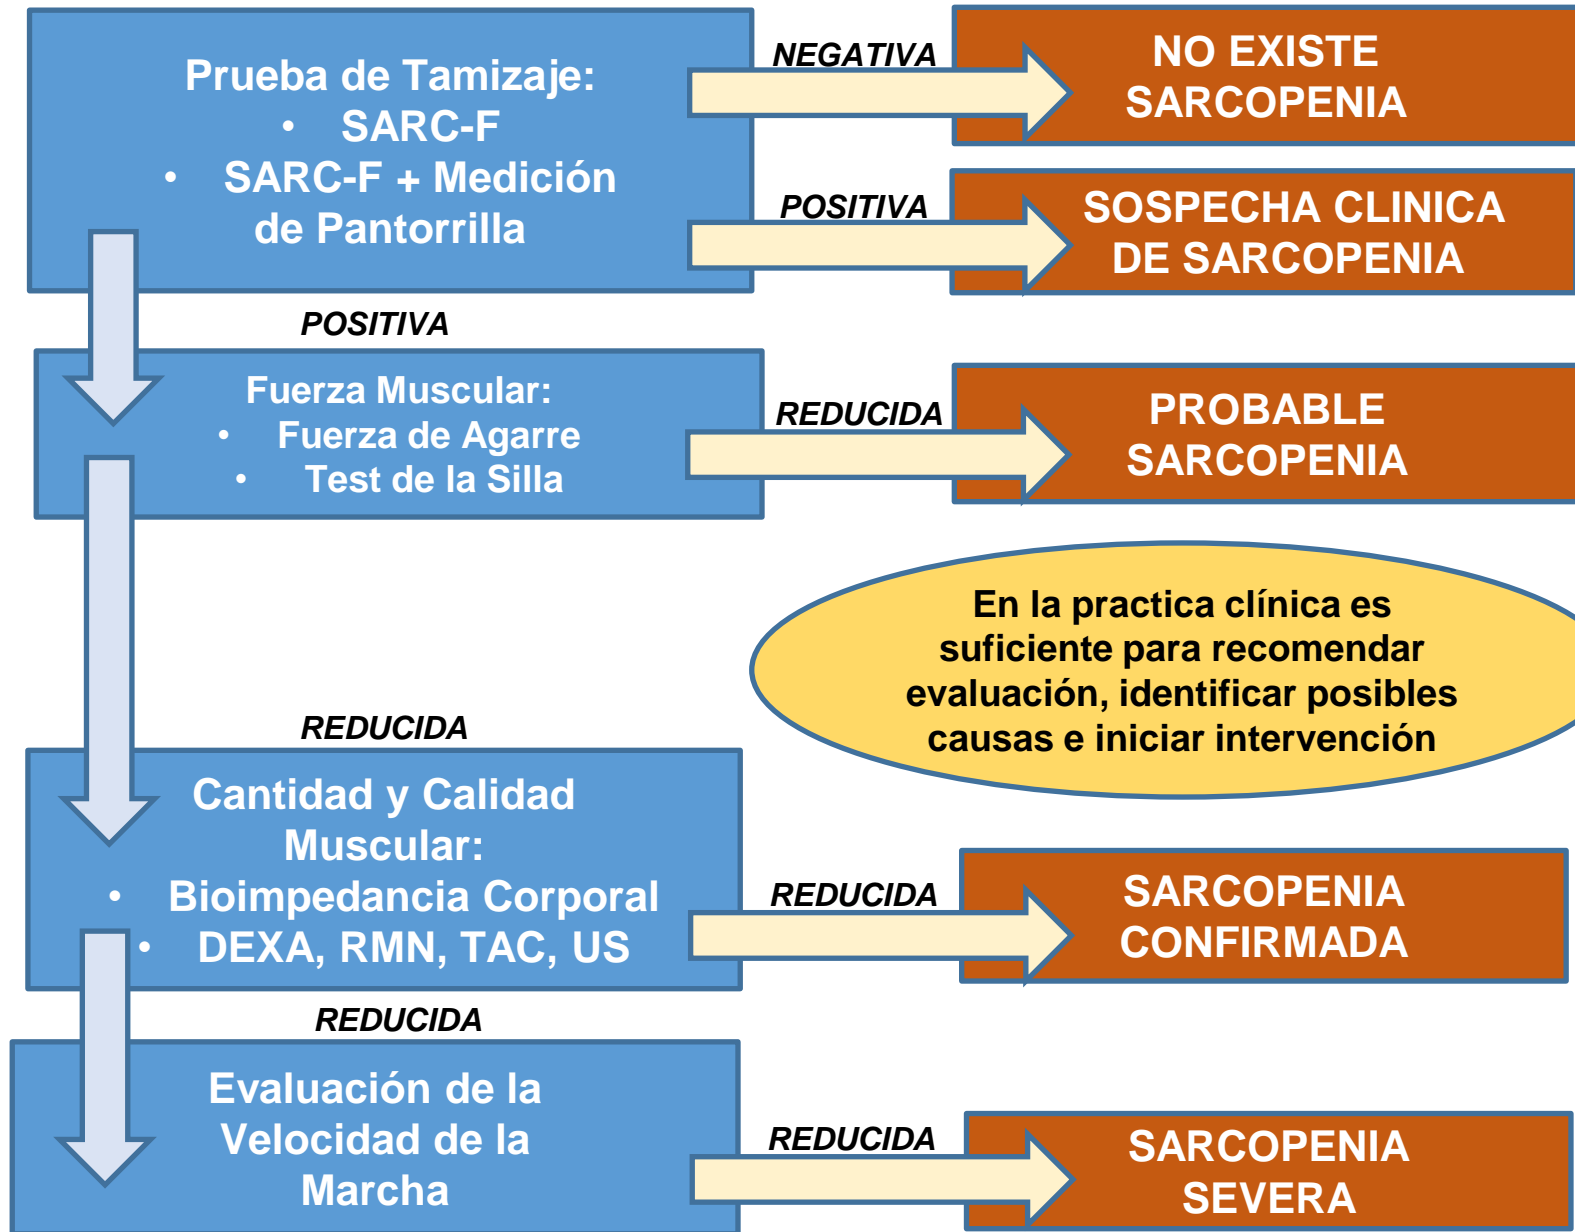 Prueba de Tamizaje:
• SARC-F
• SARC-F + Medición
de Pantorrilla
NEGATIVA
NO EXISTE
SARCOPENIA
POSITIVA
SOSPECHA CLINICA
DE SARCOPENIA
POSITIVA
Fuerza Muscular:
• Fuerza de Agarre
• Test de la Silla
REDUCIDA
PROBABLE
SARCOPENIA
En la practica clínica es
suficiente para recomendar
evaluación, identificar posibles
causas e iniciar intervención
REDUCIDA
Cantidad y Calidad
Muscular:
• Bioimpedancia Corporal
• DEXA, RMN, TAC, US
REDUCIDA
SARCOPENIA
CONFIRMADA
REDUCIDA
Evaluación de la
Velocidad de la
Marcha
REDUCIDA
SARCOPENIA
SEVERA